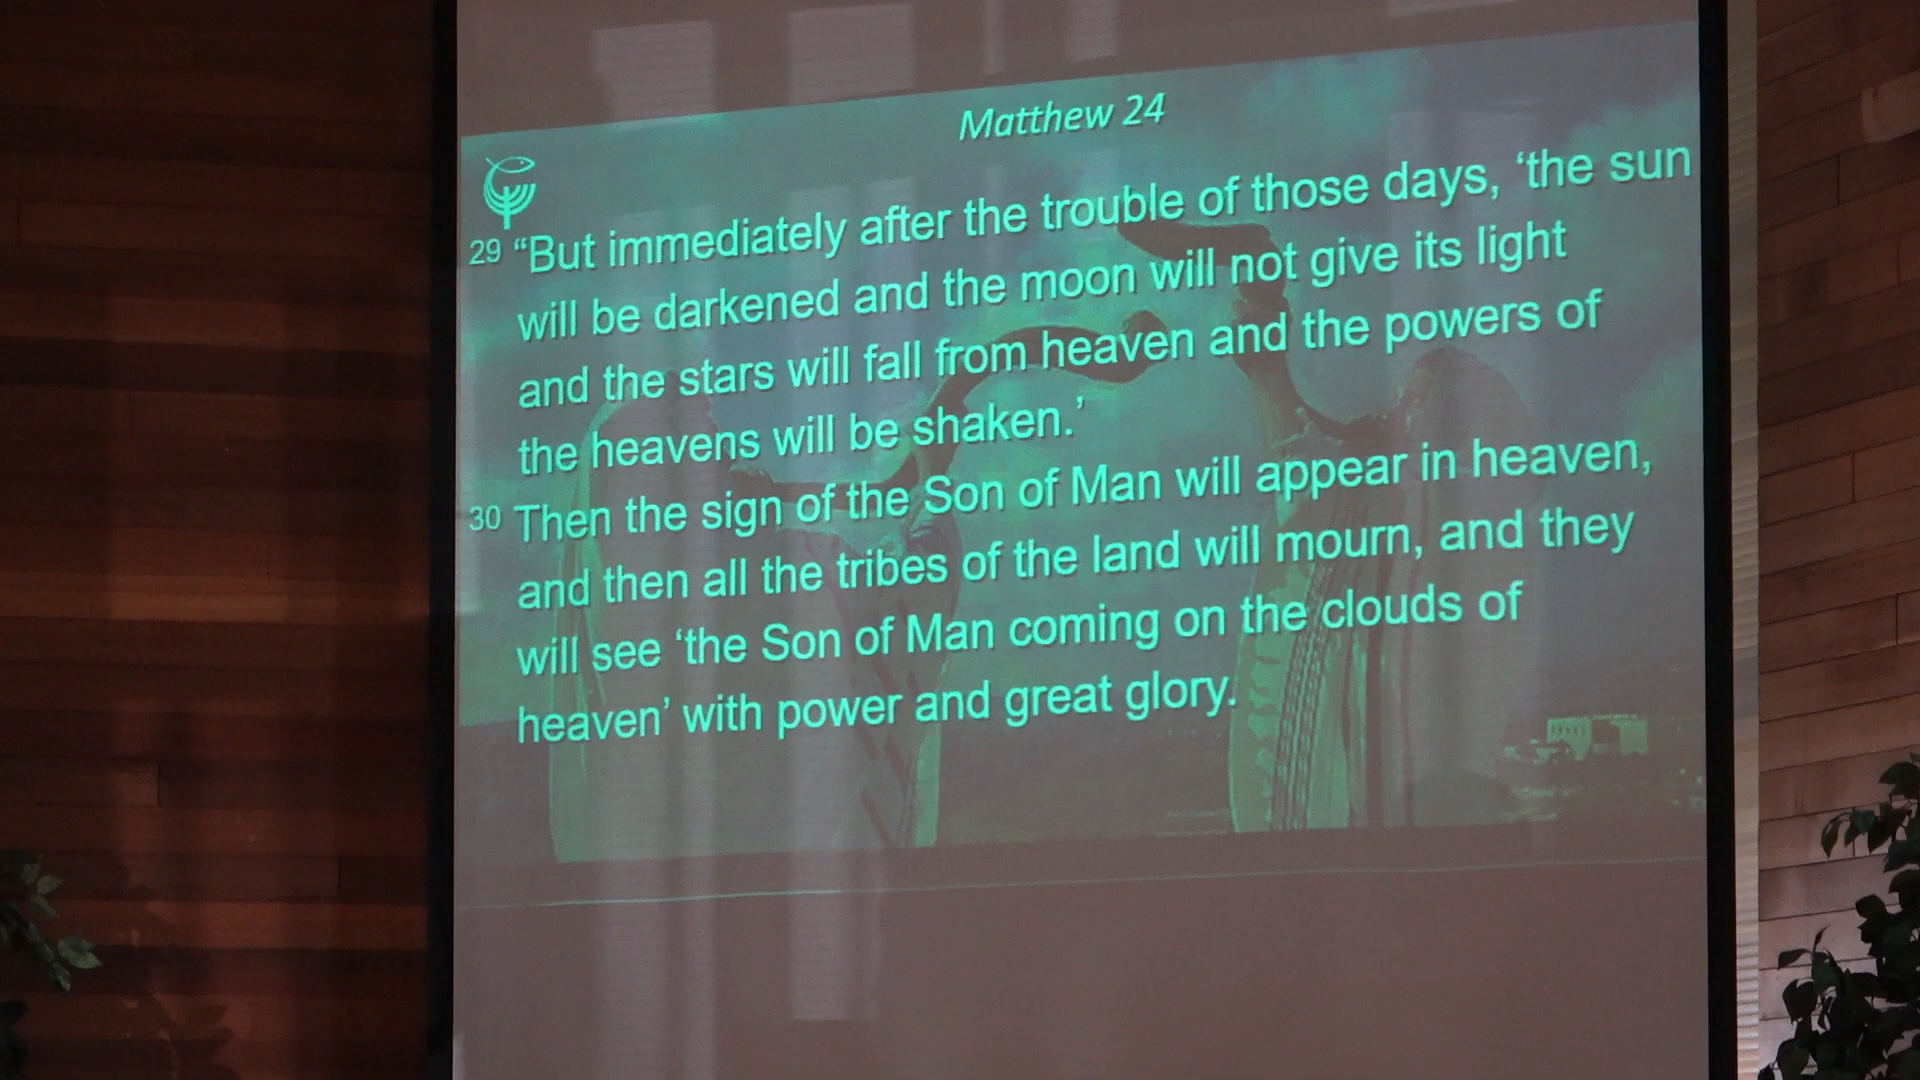 Matthew 24
29 “But immediately after the trouble of those days, ‘the sun
will be darkened and the moon will not give its light
and the stars will fall from heaven and the powers of
the heavens will be shaken.’
30 Then the sign of the Son of Man will appear in heaven,
and then all the tribes of the land will mourn, and they
will see ‘the Son of Man coming on the clouds of
heaven’ with power and great glory.